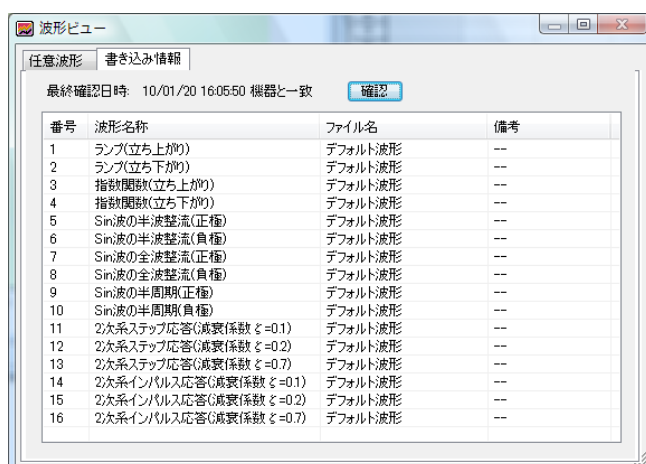 波形ビュー
任意波形 書き込み情報
最終確認日時: 10/01/20 16:05:50 機器と一致 確認
番号 波形名称 ファイル名 備考
1 ランプ(立ち上がり) デフォルト波形 --
2 ランプ(立ち下がり) デフォルト波形 --
3 指数関数(立ち上がり) デフォルト波形 --
4 指数関数(立ち下がり) デフォルト波形 --
5 Sin波の半波整流(正極) デフォルト波形 --
6 Sin波の半波整流(負極) デフォルト波形 --
7 Sin波の全波整流(正極) デフォルト波形 --
8 Sin波の全波整流(負極) デフォルト波形 --
9 Sin波の半周期(正極) デフォルト波形 --
10 Sin波の半周期(負極) デフォルト波形 --
11 2次系ステップ応答(減衰係数ζ=0.1) デフォルト波形 --
12 2次系ステップ応答(減衰係数ζ=0.2) デフォルト波形 --
13 2次系ステップ応答(減衰係数ζ=0.7) デフォルト波形 --
14 2次系インパルス応答(減衰係数ζ=0.1) デフォルト波形 --
15 2次系インパルス応答(減衰係数ζ=0.2) デフォルト波形 --
16 2次系インパルス応答(減衰係数ζ=0.7) デフォルト波形 --